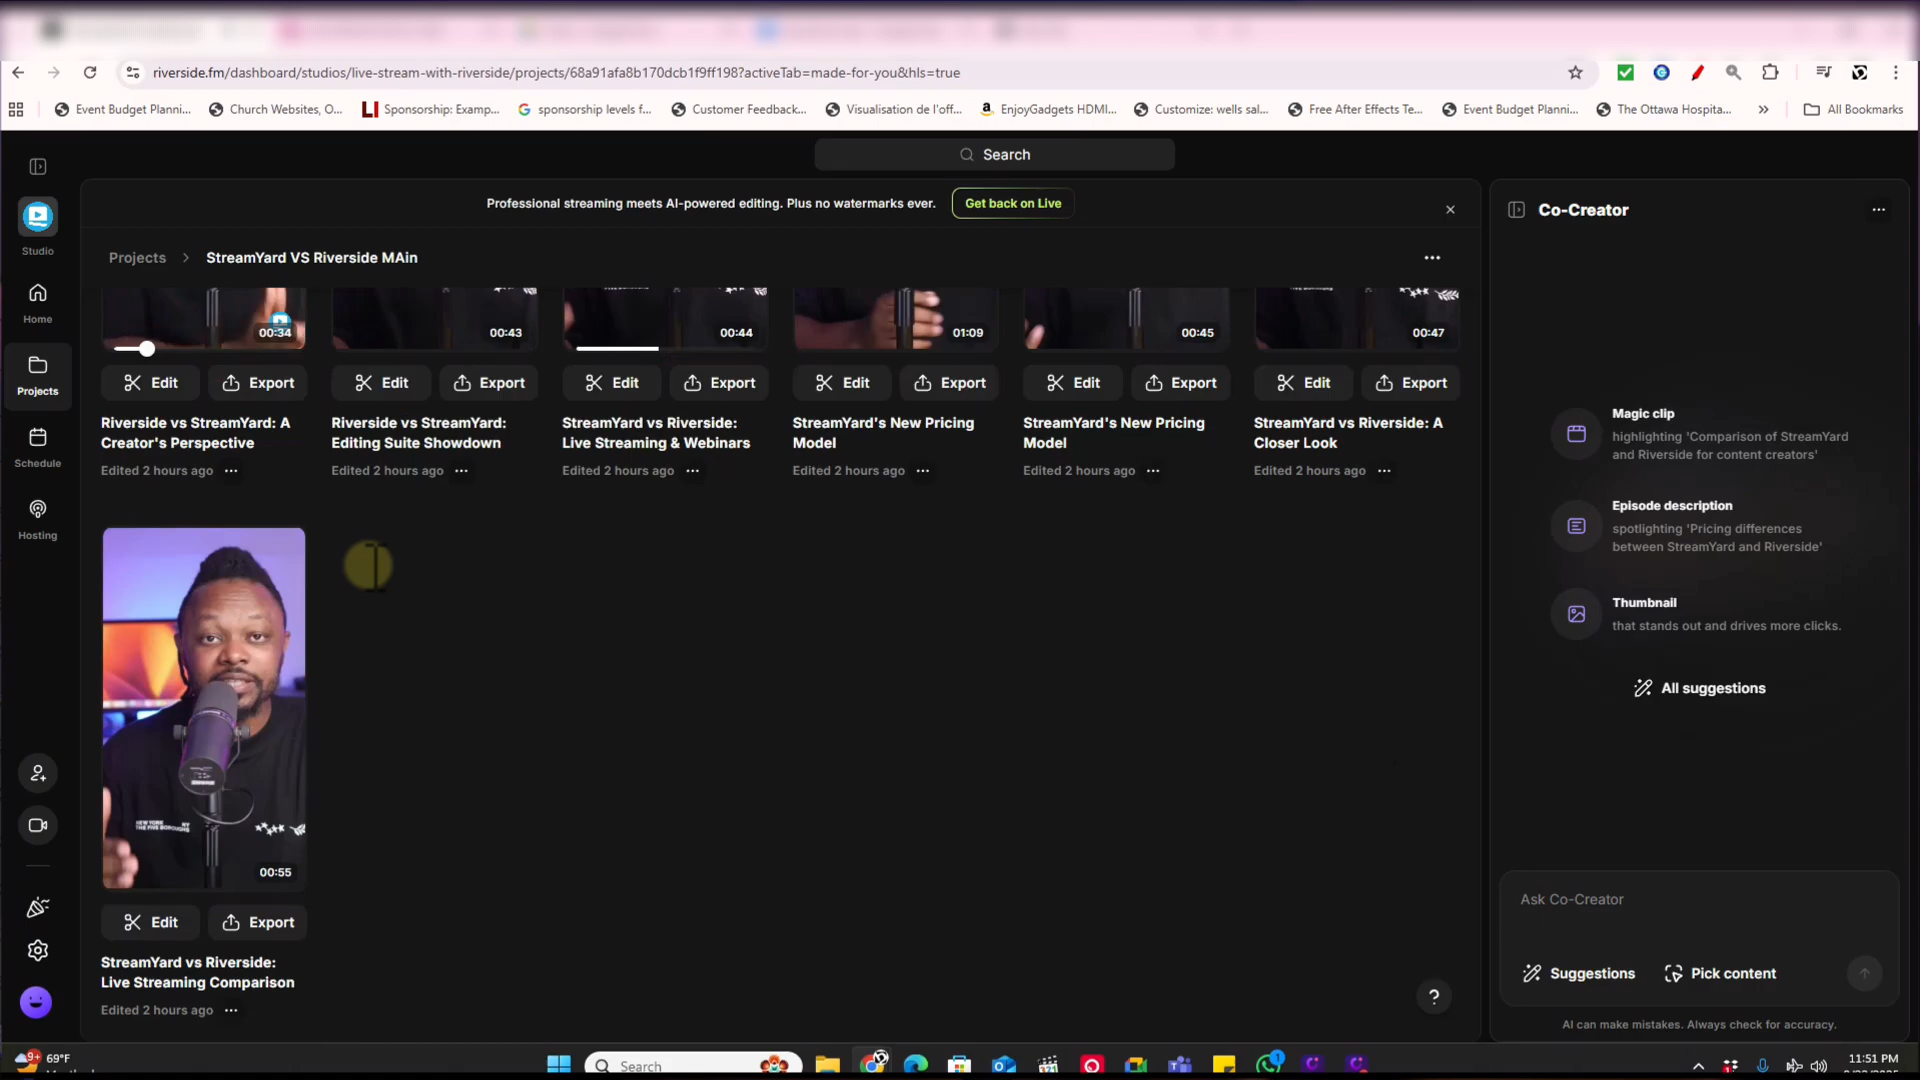 riverside.fm/dashboard/studios/live-stream-with-riverside/projects/68a91afa8b170dcb1f9ff198?activeTab=made-for-you&hls=true
Event Budget Planni... Church Websites, O... Sponsorship: Examp... sponsorship levels f... Customer Feedback... Visualisation de l'off... EnjoyGadgets HDMI... Customize: wells sal... Free After Effects Te... Event Budget Planni... The Ottawa Hospita... » All Bookmarks
Search
Professional streaming meets AI-powered editing. Plus no watermarks ever. Get back on Live
Studio
Home
Projects
Schedule
Hosting
Projects > StreamYard VS Riverside MAin
00:34 00:43 00:44 01:09 00:45 00:47
Edit Export Edit Export Edit Export Edit Export Edit Export Edit Export
Riverside vs StreamYard: A
Creator's Perspective
Edited 2 hours ago
Riverside vs StreamYard:
Editing Suite Showdown
Edited 2 hours ago
StreamYard vs Riverside:
Live Streaming & Webinars
Edited 2 hours ago
StreamYard's New Pricing
Model
Edited 2 hours ago
StreamYard's New Pricing
Model
Edited 2 hours ago
StreamYard vs Riverside: A
Closer Look
Edited 2 hours ago
NEW YORK NY
THE FIVE BOROUGHS
00:55
Edit Export
StreamYard vs Riverside:
Live Streaming Comparison
Edited 2 hours ago
?
Co-Creator
Magic clip
highlighting 'Comparison of StreamYard
and Riverside for content creators'
Episode description
spotlighting 'Pricing differences
between StreamYard and Riverside'
Thumbnail
that stands out and drives more clicks.
All suggestions
Ask Co-Creator
Suggestions Pick content
AI can make mistakes. Always check for accuracy.
9+ 69°F
Search
1
11:51 PM